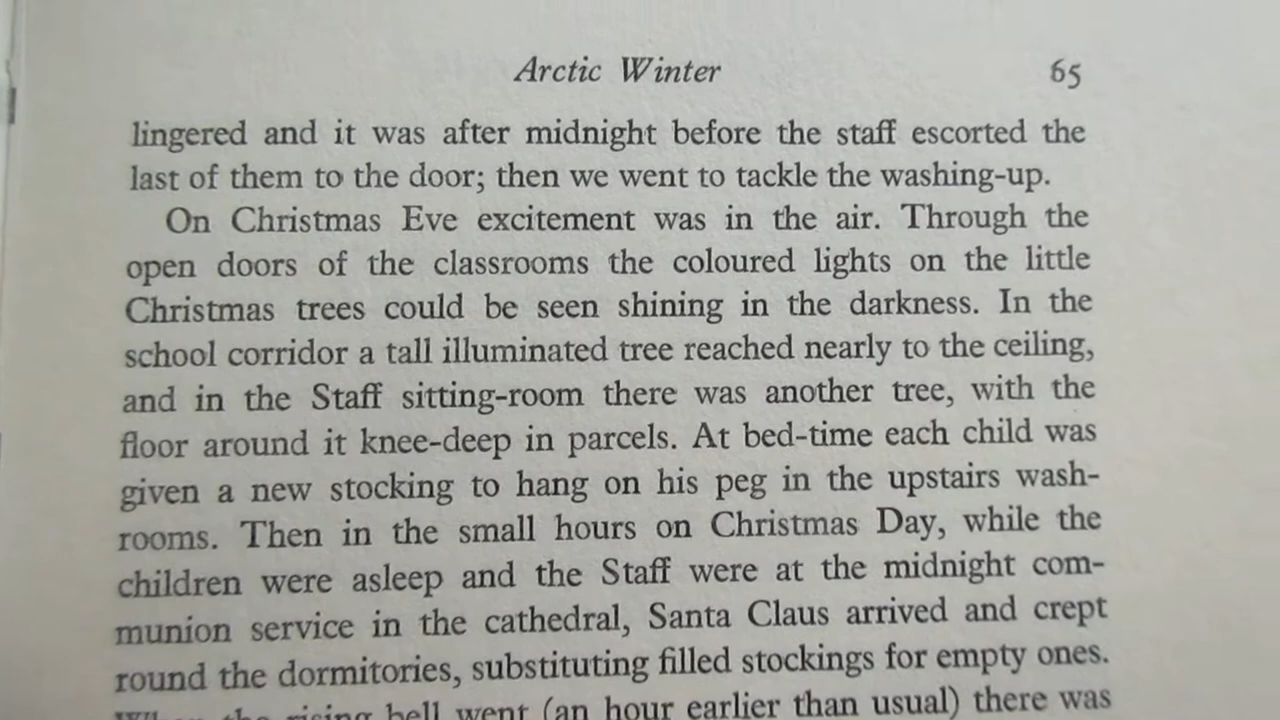 Arctic Winter 65
lingered and it was after midnight before the staff escorted the
last of them to the door; then we went to tackle the washing-up.
On Christmas Eve excitement was in the air. Through the
open doors of the classrooms the coloured lights on the little
Christmas trees could be seen shining in the darkness. In the
school corridor a tall illuminated tree reached nearly to the ceiling,
and in the Staff sitting-room there was another tree, with the
floor around it knee-deep in parcels. At bed-time each child was
given a new stocking to hang on his peg in the upstairs wash-
rooms. Then in the small hours on Christmas Day, while the
children were asleep and the Staff were at the midnight com-
munion service in the cathedral, Santa Claus arrived and crept
round the dormitories, substituting filled stockings for empty ones.
the rising bell went (an hour earlier than usual) there was